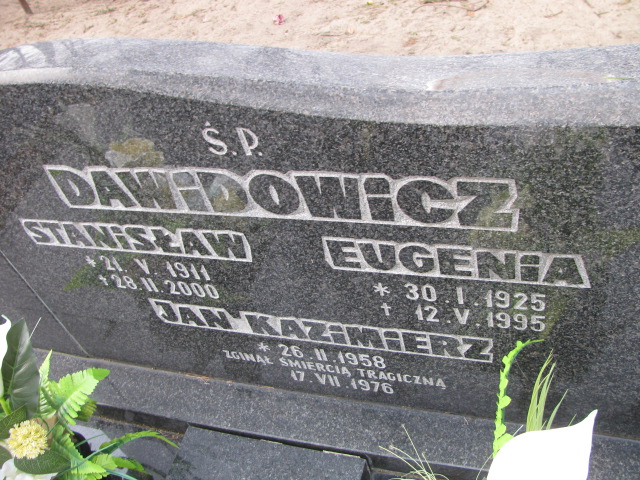 Ś.P.
DAWiDOWiCZ
STANiSŁAW
* 21. V. 1911
† 28 II 2000
EUGENiA
* 30. I. 1925
† 12. V. 1995
JAN KAZiMiERZ
* 26. II. 1958
ZGINĄŁ ŚMIERCIĄ TRAGICZNĄ
17. VII 1976